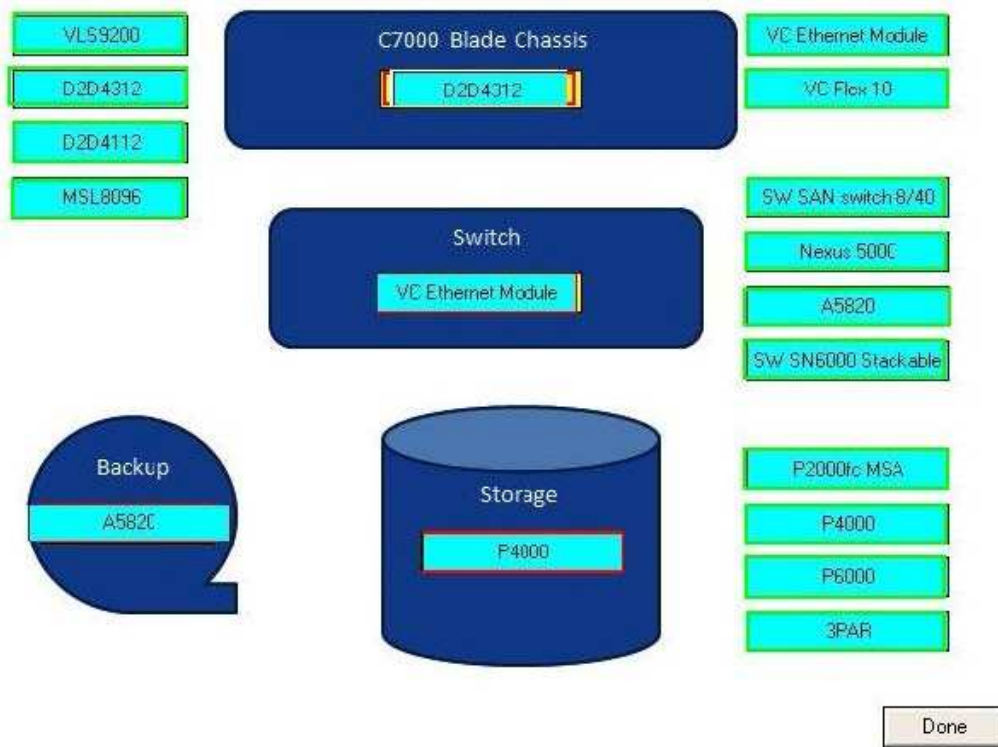 VLS9200
D2D4312
D2D4112
MSL8096
C7000 Blade Chassis
D2D4312
VC Ethernet Module
VC Flex 10
Switch
VC Ethernet Module
SW SAN switch 8/40
Nexus 5000
A5820
SW SN6000 Stackable
Backup
A5820
Storage
P4000
P2000fc MSA
P4000
P6000
3PAR
Done